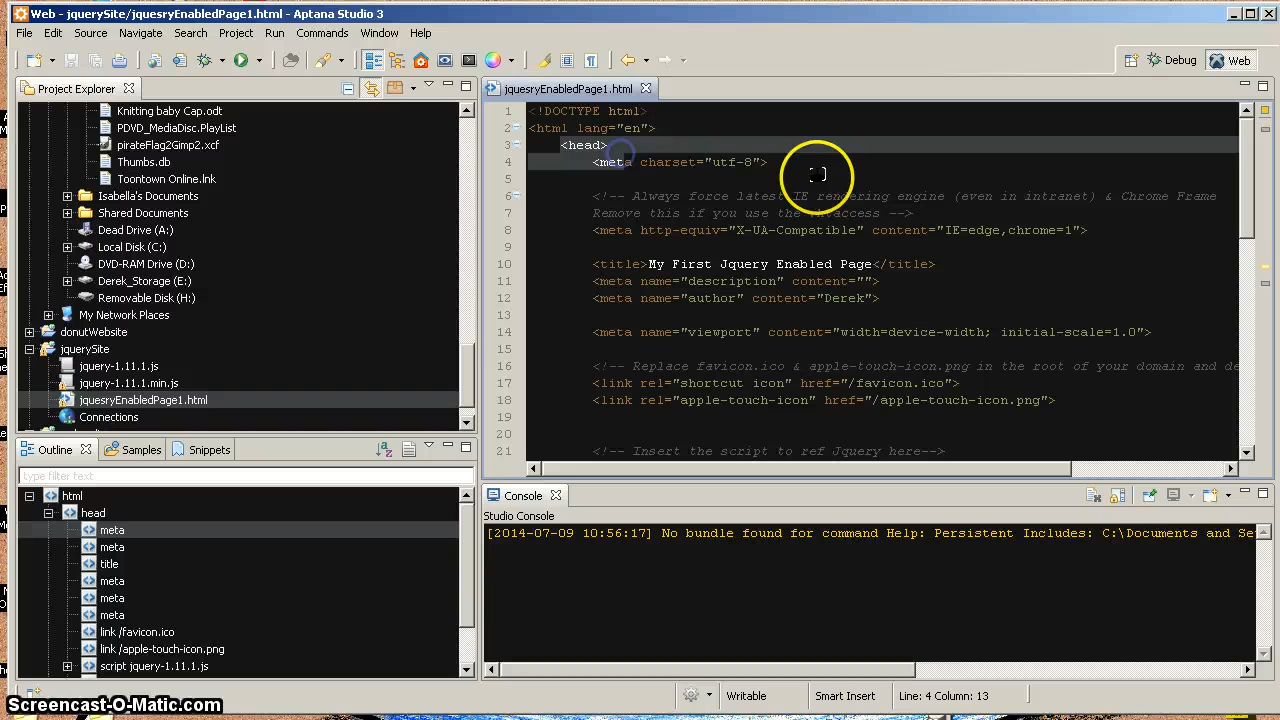 Web - jquerySite/jquesryEnabledPage1.html - Aptana Studio 3
File Edit Source Navigate Search Project Run Commands Window Help
Debug Web
Project Explorer
Knitting baby Cap.odt
PDVD_MediaDisc.PlayList
pirateFlag2Gimp2.xcf
Thumbs.db
Toontown Online.lnk
Isabella's Documents
Shared Documents
Derek (A:)
Local Disk (C:)
DVD-RAM Drive (D:)
Derek_Storage (E:)
Removable Disk (H:)
My Network Places
donutWebsite
jquerySite
jquery-1.11.1.js
jquery-1.11.1.min.js
jquesryEnabledPage1.html
Connections
jquesryEnabledPage1.html
1 <!DOCTYPE html>
2 <html lang="en">
3 <head>
4 <meta charset="utf-8">
5
6 <!-- Always force latest IE rendering engine (even in intranet) & Chrome Frame
7 Remove this if you use the .htaccess -->
8 <meta http-equiv="X-UA-Compatible" content="IE=edge,chrome=1">
9
10 <title>My First Jquery Enabled Page</title>
11 <meta name="description" content="">
12 <meta name="author" content="Derek">
13
14 <meta name="viewport" content="width=device-width; initial-scale=1.0">
15
16 <!-- Replace favicon.ico & apple-touch-icon.png in the root of your domain and de
17 <link rel="shortcut icon" href="/favicon.ico">
18 <link rel="apple-touch-icon" href="/apple-touch-icon.png">
19
20
21 <!-- Insert the script to ref Jquery here-->
Outline Samples Snippets
type filter text
html
head
meta
meta
title
meta
meta
meta
link /favicon.ico
link /apple-touch-icon.png
script jquery-1.11.1.js
Console
Studio Console
[2014-07-09 10:56:17] No bundle found for command Help: Persistent Includes: C:\Documents and Se
Writable Smart Insert Line: 4 Column: 13
Screencast-O-Matic.com